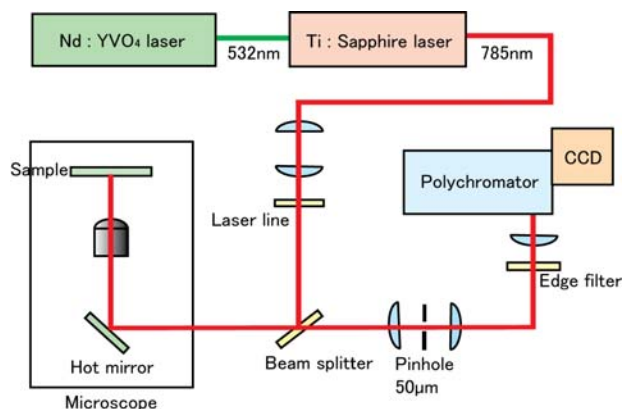 Nd : YVO₄ laser
532nm
Ti : Sapphire laser
785nm
CCD
Polychromator
Sample
Laser line
Edge filter
Hot mirror
Beam splitter
Pinhole
50μm
Microscope